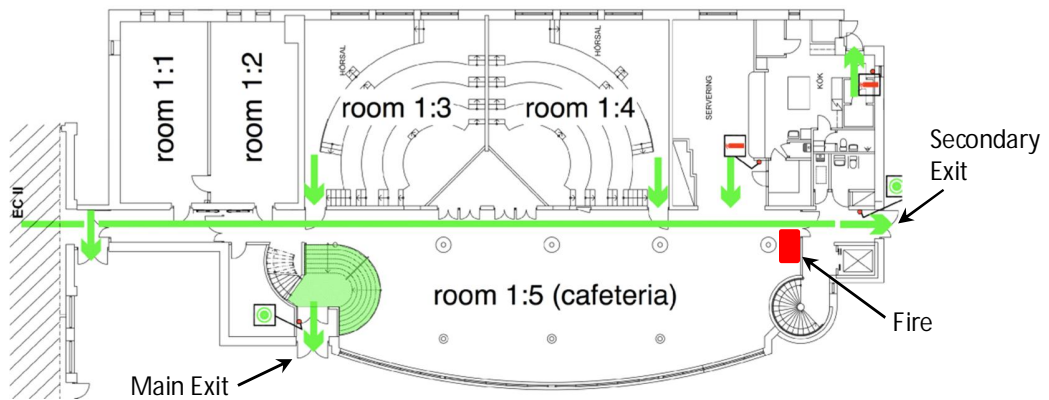 room 1:1
room 1:2
HÖRSAL
room 1:3
HÖRSAL
room 1:4
SERVERING
KÖK
Secondary
Exit
EC II
room 1:5 (cafeteria)
Fire
Main Exit